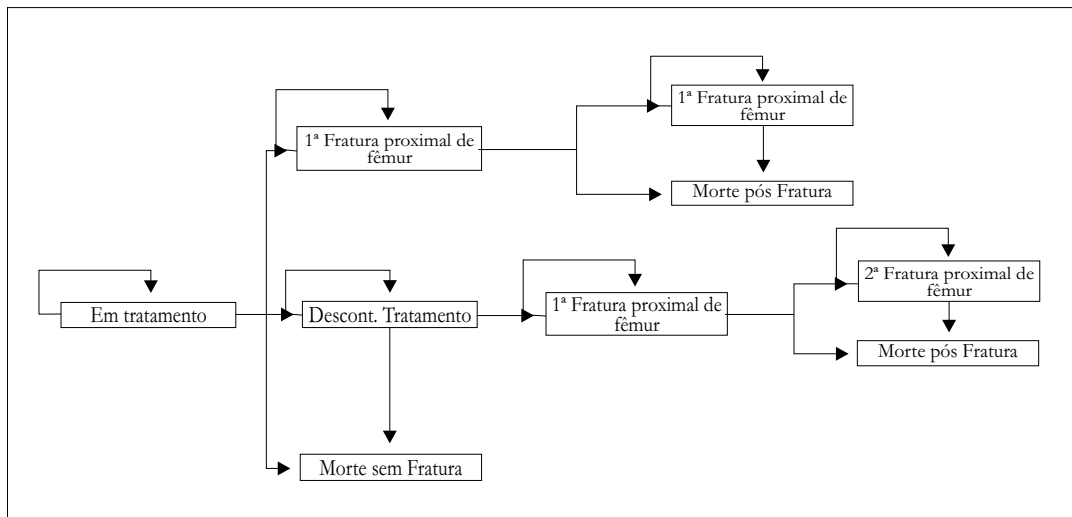 1ª Fratura proximal de
fêmur
1ª Fratura proximal de
fêmur
Morte pós Fratura
Em tratamento
Descont. Tratamento
1ª Fratura proximal de
fêmur
2ª Fratura proximal de
fêmur
Morte pós Fratura
Morte sem Fratura